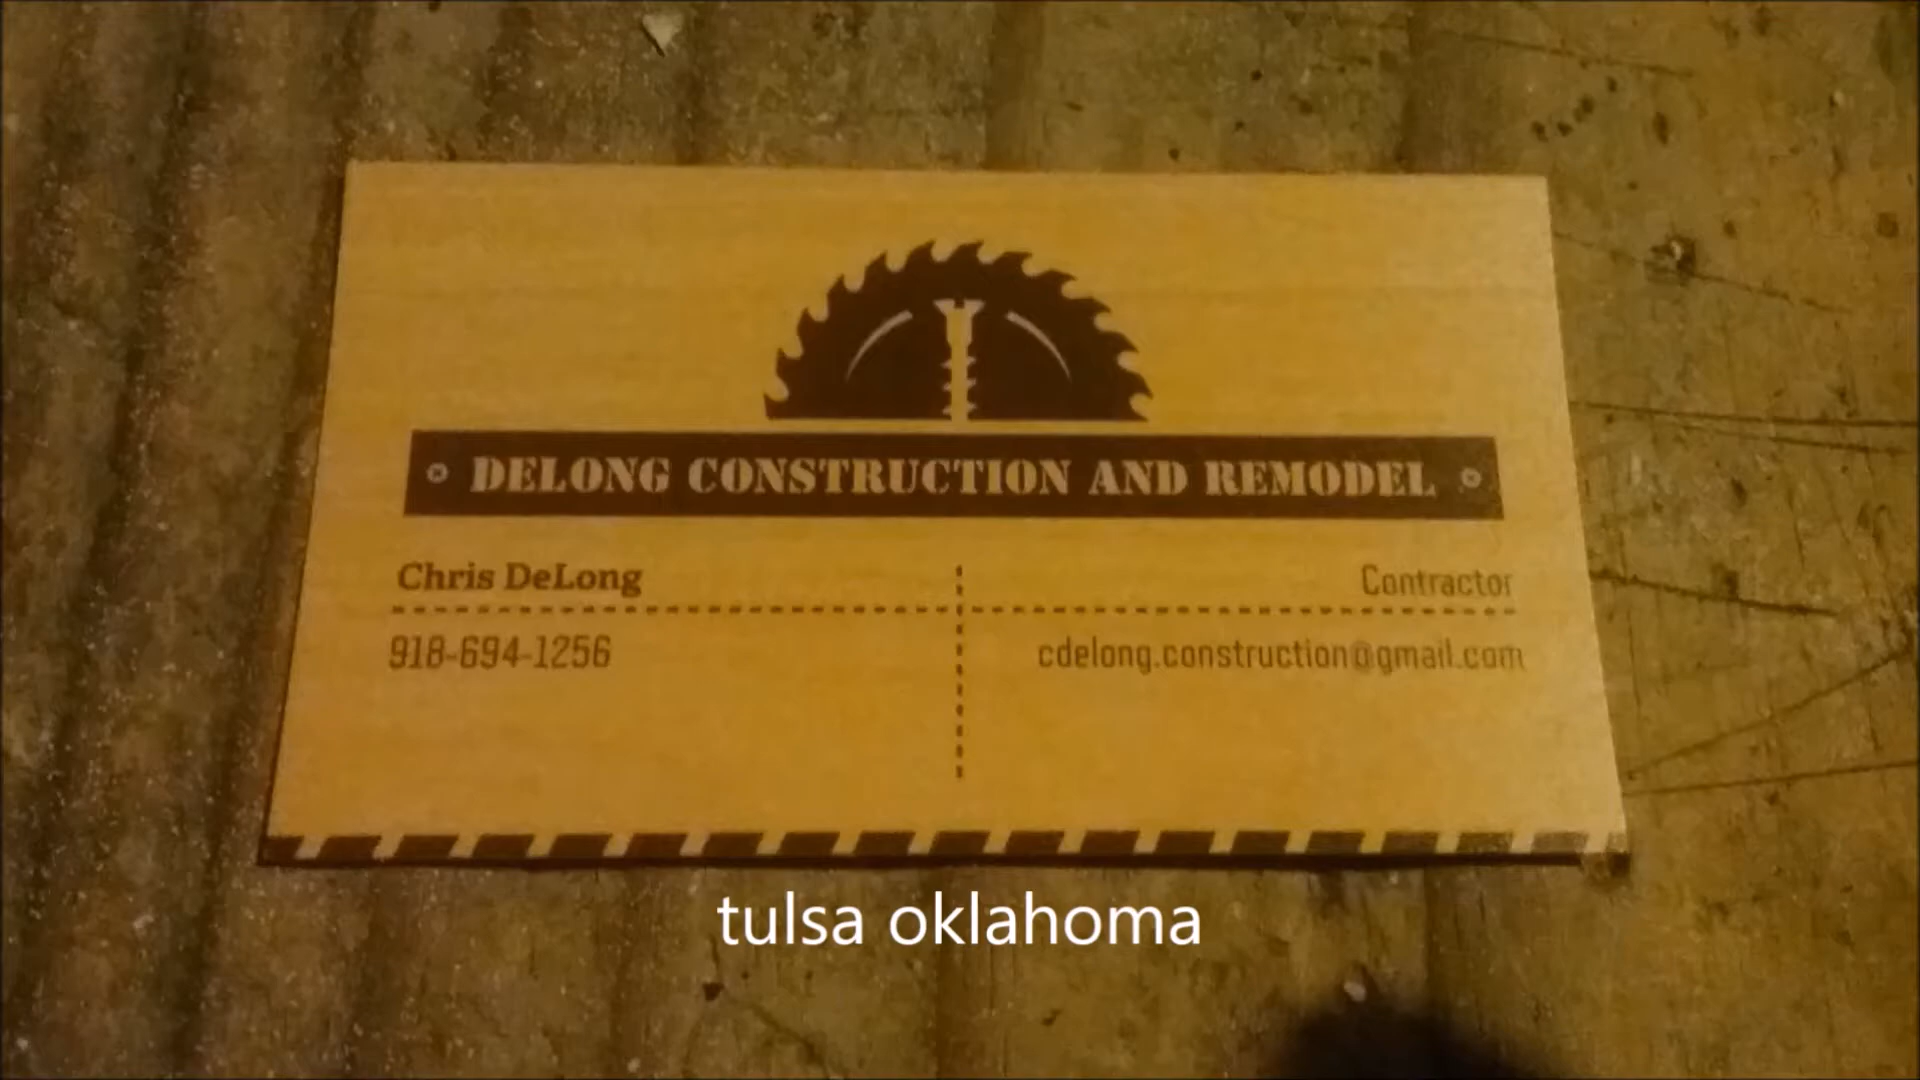 DELONG CONSTRUCTION AND REMODEL
Chris DeLong
Contractor
918-694-1256
cdelong.construction@gmail.com
tulsa oklahoma